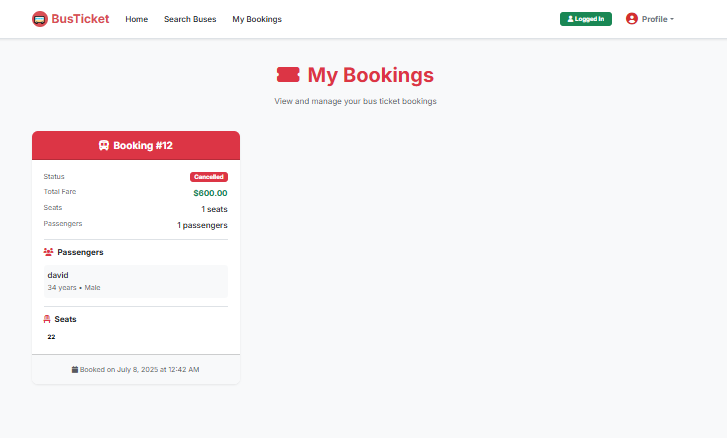 BusTicket Home Search Buses My Bookings Logged In Profile
My Bookings
View and manage your bus ticket bookings
Booking #12
Status Cancelled
Total Fare $600.00
Seats 1 seats
Passengers 1 passengers
Passengers
david
34 years • Male
Seats
22
Booked on July 8, 2025 at 12:42 AM